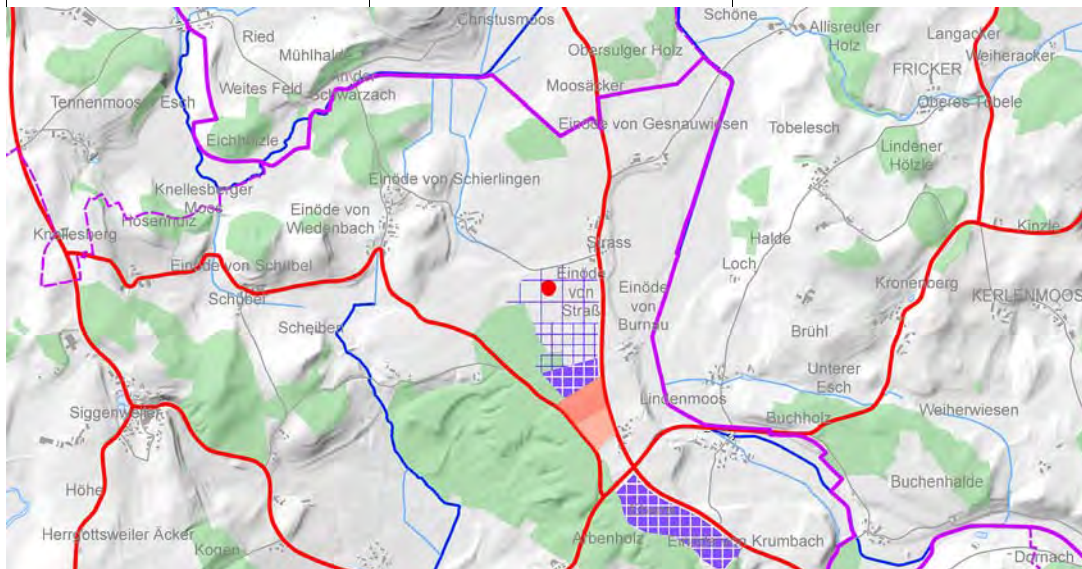 Christusmoos
Schöne
Ried
Mühlhalde
Obersulger Holz
Allisreuter
Holz
Langacker
Weiheracker
FRICKER
Tennenmoos
Esch
Weites Feld
An der
Schwarzach
Moosäcker
Oberes Tobele
Eichhölzle
Einöde von Gesnauwiesen
Tobelesch
Lindener
Hölzle
Knellesberger
Moos
Einöde von Schierlingen
Hosenholz
Einöde von
Wiedenbach
Knellesberg
Strass
Halde
Kinzle
Einöde von Schübel
Schübel
Loch
Einöde
von
Straß
Einöde
von
Burnau
Kronenberg
KERLENMOOS
Scheiben
Brühl
Unterer
Esch
Siggenweiler
Lindenmoos
Buchholz
Weiherwiesen
Höhe
Buchenhalde
Herrgottsweiler Äcker
Kogen
Arbenholz
Krumbach
Dornach